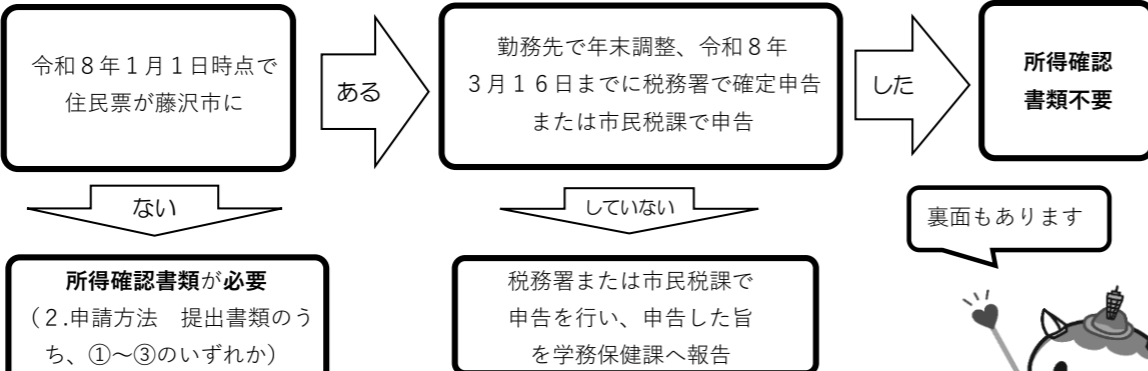 令和８年１月１日時点で
住民票が藤沢市に
ある
勤務先で年末調整、令和８年
３月１６日までに税務署で確定申告
または市民税課で申告
した
所得確認
書類不要
ない
していない
裏面もあります
所得確認書類が必要
（２.申請方法　提出書類のう
ち、①～③のいずれか）
税務署または市民税課で
申告を行い、申告した旨
を学務保健課へ報告